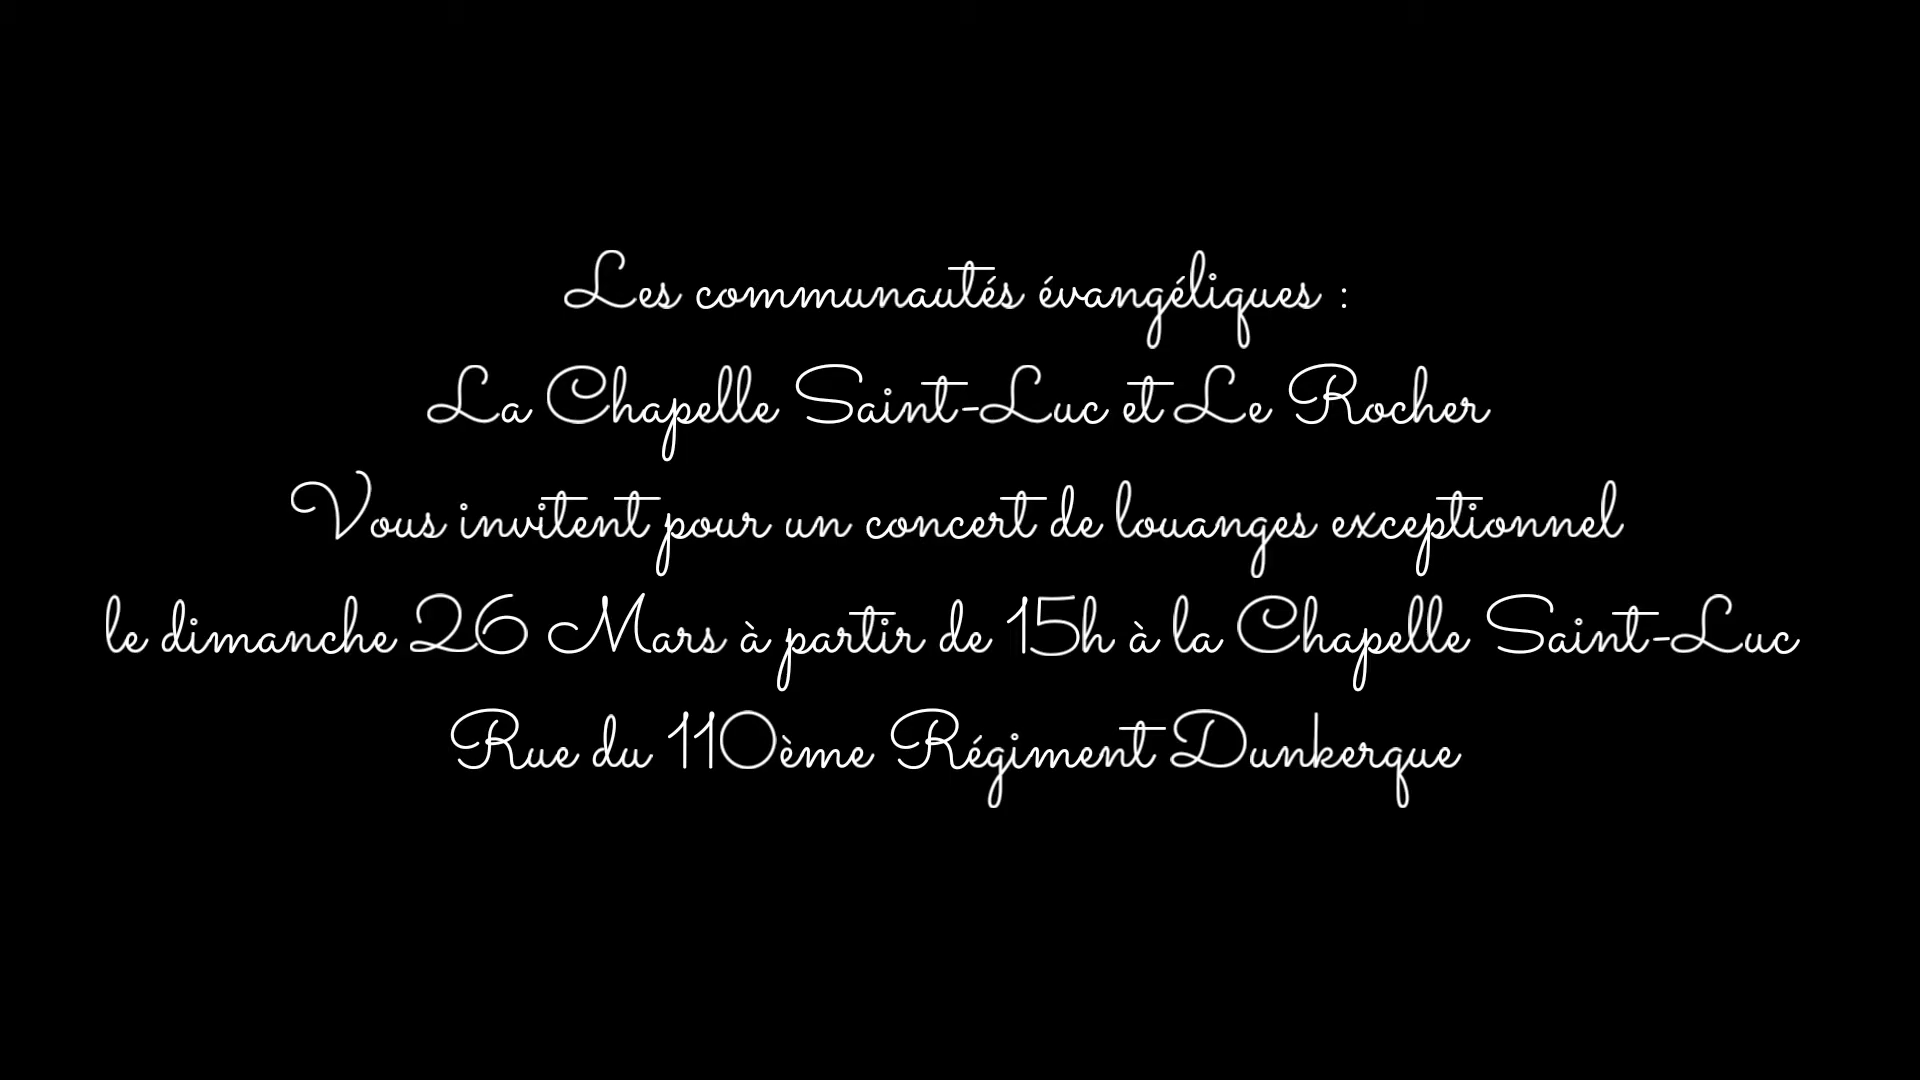 Les communautés évangéliques :
La Chapelle Saint-Luc et Le Rocher
Vous invitent pour un concert de louanges exceptionnel
le dimanche 26 Mars à partir de 15h à la Chapelle Saint-Luc
Rue du 110ème Régiment Dunkerque